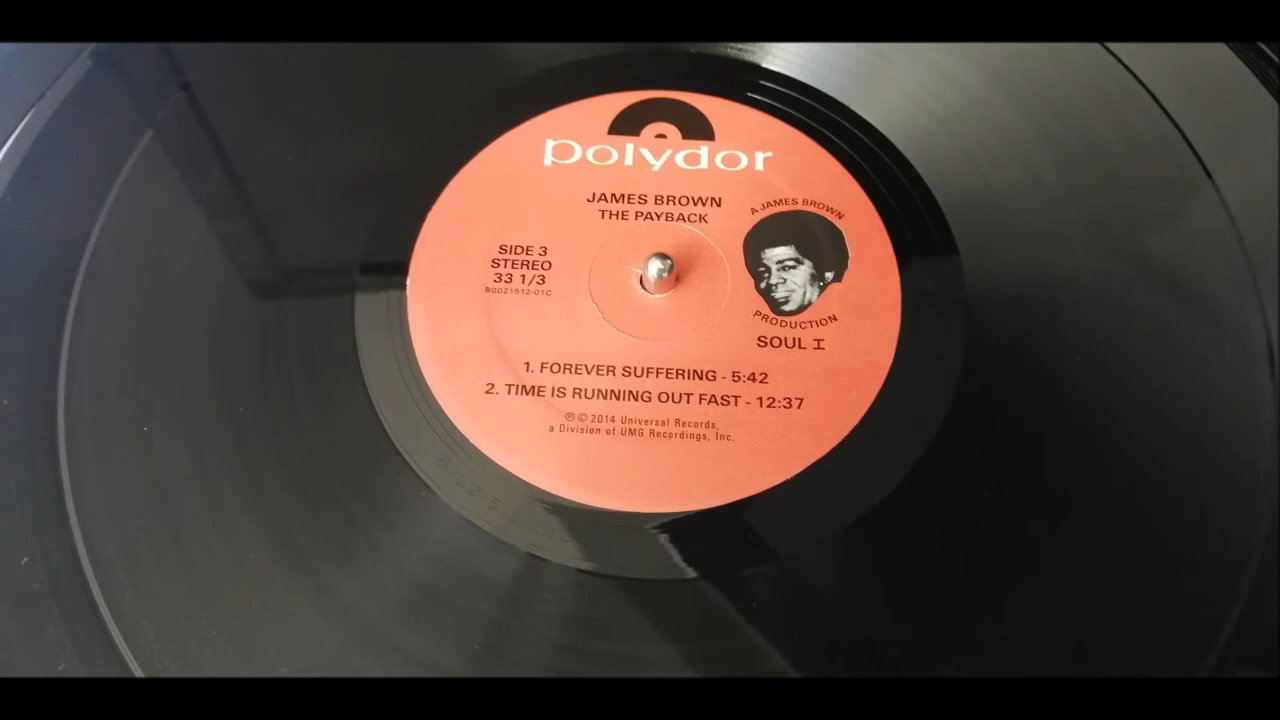 polydor
JAMES BROWN
THE PAYBACK
A JAMES BROWN
PRODUCTION
SOUL I
SIDE 3
STEREO
33 1/3
B0021512-01C
1. FOREVER SUFFERING - 5:42
2. TIME IS RUNNING OUT FAST - 12:37
℗ © 2014 Universal Records,
a Division of UMG Recordings, Inc.